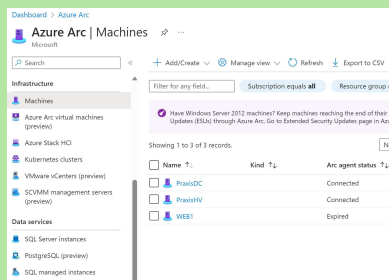 Dashboard > Azure Arc >
Azure Arc | Machines
Microsoft
Search
Infrastructure
Machines
Azure Arc virtual machines
(preview)
Azure Stack HCI
Kubernetes clusters
VMware vCenters (preview)
SCVMM management servers
(preview)
Data services
SQL Server instances
PostgreSQL (preview)
SQL managed instances
Add/Create Manage view Refresh Export to CSV
Filter for any field... Subscription equals all Resource group
Have Windows Server 2012 machines? Keep machines reaching the end of their
Updates (ESUs) through Azure Arc. Go to Extended Security Updates page in Az
Showing 1 to 3 of 3 records.
Name ↑↓ Kind ↑↓ Arc agent status ↑↓
PraxisDC Connected
PraxisHV Connected
WEB1 Expired